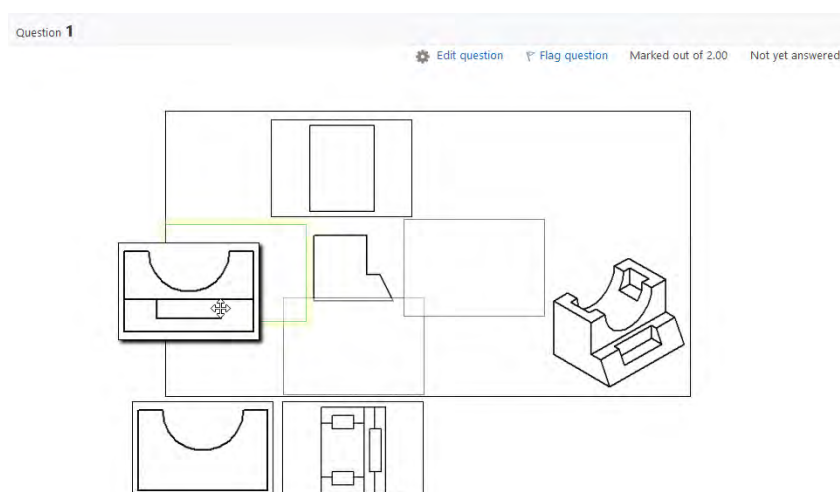 Question 1
Edit question Flag question Marked out of 2.00 Not yet answered